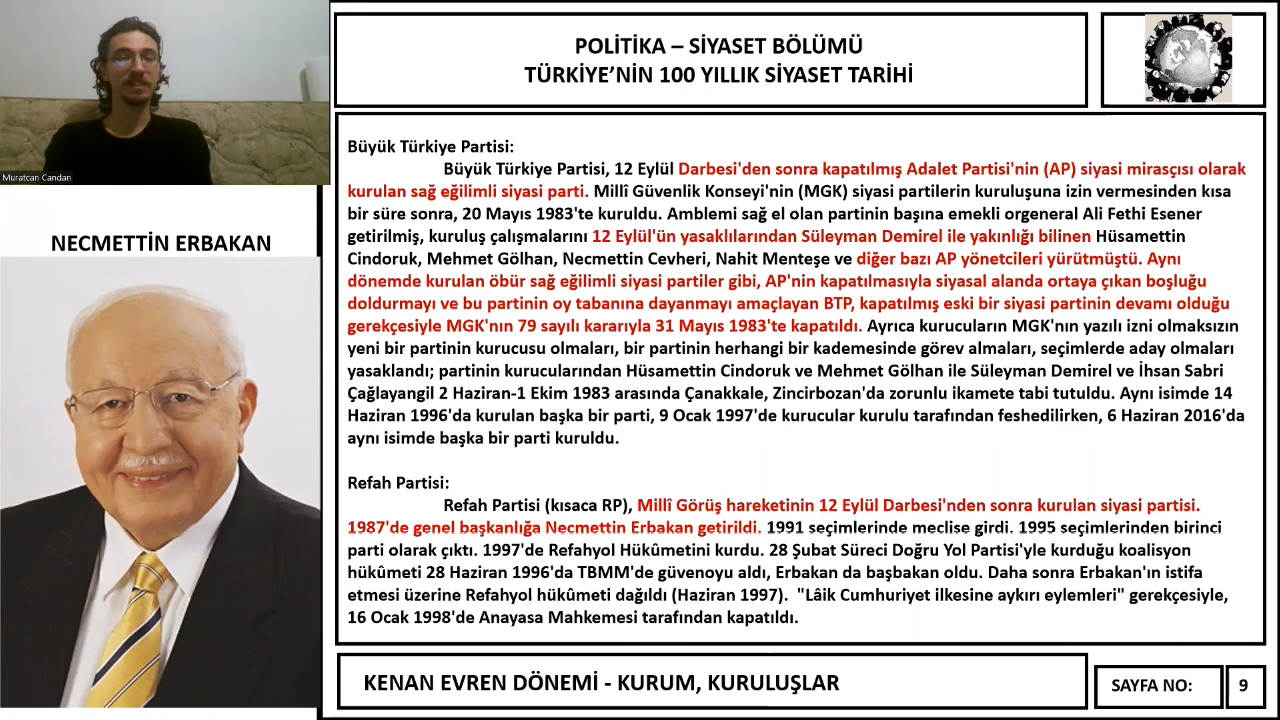 POLİTİKA – SİYASET BÖLÜMÜ
TÜRKİYE’NİN 100 YILLIK SİYASET TARİHİ
Muratcan Candan
NECMETTİN ERBAKAN
Büyük Türkiye Partisi:
Büyük Türkiye Partisi, 12 Eylül Darbesi'den sonra kapatılmış Adalet Partisi'nin (AP) siyasi mirasçısı olarak
kurulan sağ eğilimli siyasi parti. Millî Güvenlik Konseyi'nin (MGK) siyasi partilerin kuruluşuna izin vermesinden kısa
bir süre sonra, 20 Mayıs 1983'te kuruldu. Amblemi sağ el olan partinin başına emekli orgeneral Ali Fethi Esener
getirilmiş, kuruluş çalışmalarını 12 Eylül'ün yasaklılarından Süleyman Demirel ile yakınlığı bilinen Hüsamettin
Cindoruk, Mehmet Gölhan, Necmettin Cevheri, Nahit Menteşe ve diğer bazı AP yönetcileri yürütmüştü. Aynı
dönemde kurulan öbür sağ eğilimli siyasi partiler gibi, AP'nin kapatılmasıyla siyasal alanda ortaya çıkan boşluğu
doldurmayı ve bu partinin oy tabanına dayanmayı amaçlayan BTP, kapatılmış eski bir siyasi partinin devamı olduğu
gerekçesiyle MGK'nın 79 sayılı kararıyla 31 Mayıs 1983'te kapatıldı. Ayrıca kurucuların MGK'nın yazılı izni olmaksızın
yeni bir partinin kurucusu olmaları, bir partinin herhangi bir kademesinde görev almaları, seçimlerde aday olmaları
yasaklandı; partinin kurucularından Hüsamettin Cindoruk ve Mehmet Gölhan ile Süleyman Demirel ve İhsan Sabri
Çağlayangil 2 Haziran-1 Ekim 1983 arasında Çanakkale, Zincirbozan'da zorunlu ikamete tabi tutuldu. Aynı isimde 14
Haziran 1996'da kurulan başka bir parti, 9 Ocak 1997'de kurucular kurulu tarafından feshedilirken, 6 Haziran 2016'da
aynı isimde başka bir parti kuruldu.
Refah Partisi:
Refah Partisi (kısaca RP), Millî Görüş hareketinin 12 Eylül Darbesi'nden sonra kurulan siyasi partisi.
1987'de genel başkanlığa Necmettin Erbakan getirildi. 1991 seçimlerinde meclise girdi. 1995 seçimlerinden birinci
parti olarak çıktı. 1997'de Refahyol Hükûmetini kurdu. 28 Şubat Süreci Doğru Yol Partisi'yle kurduğu koalisyon
hükûmeti 28 Haziran 1996'da TBMM'de güvenoyu aldı, Erbakan da başbakan oldu. Daha sonra Erbakan'ın istifa
etmesi üzerine Refahyol hükûmeti dağıldı (Haziran 1997). "Lâik Cumhuriyet ilkesine aykırı eylemleri" gerekçesiyle,
16 Ocak 1998'de Anayasa Mahkemesi tarafından kapatıldı.
KENAN EVREN DÖNEMİ - KURUM, KURULUŞLAR
SAYFA NO:
9